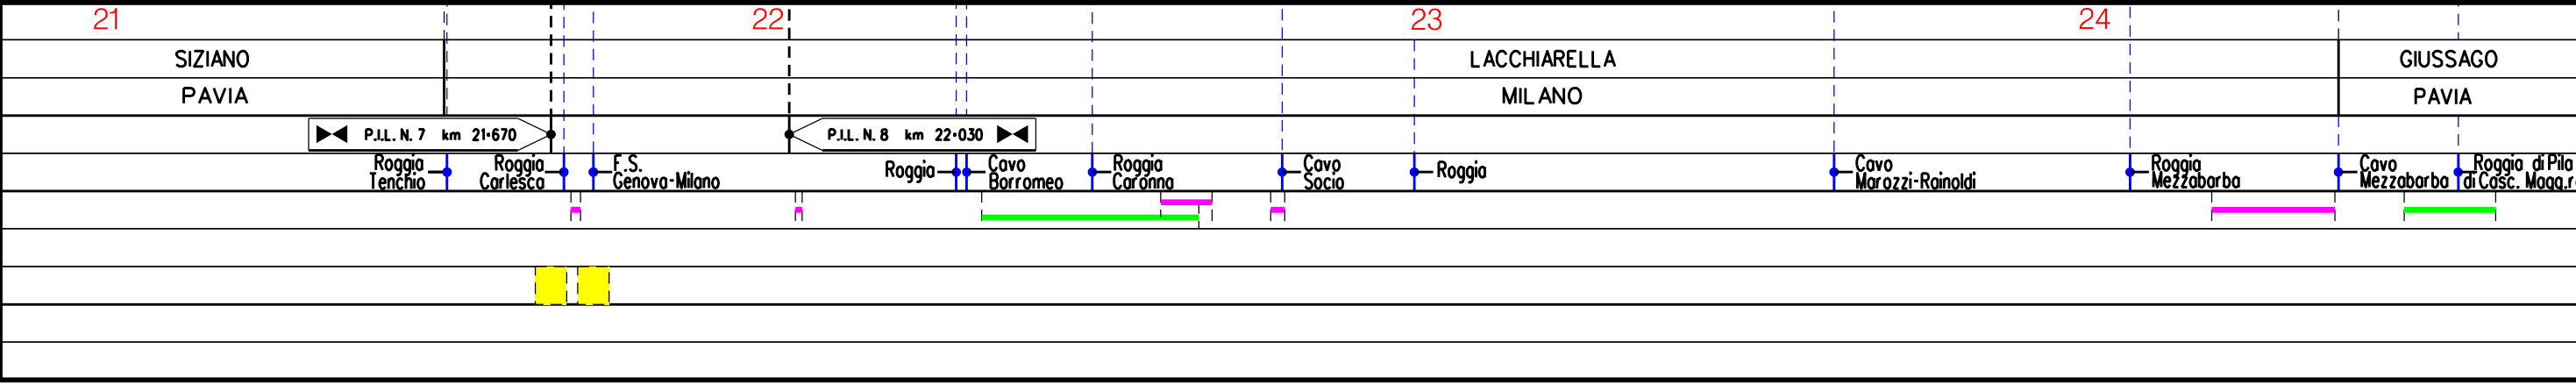 21 22 23 24
SIZIANO LACCHIARELLA GIUSSAGO
PAVIA MILANO PAVIA
P.I.L. N. 7 km 21+670 P.I.L. N. 8 km 22+030
Roggia Roggia F.S. Roggia Cavo Roggia Cavo Roggia Cavo Roggia Cavo Roggia di Pila
Tenchio Carlesca Genova-Milano Borromeo Caronna Socio Marozzi-Rainoldi Mezzabarba Mezzabarba di Casc. Magg.r